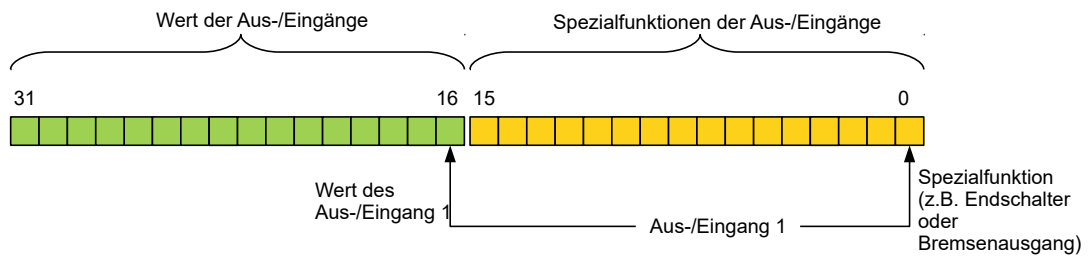 Wert der Aus-/Eingänge
Spezialfunktionen der Aus-/Eingänge
31
16
15
0
Wert des
Aus-/Eingang 1
Aus-/Eingang 1
Spezialfunktion
(z.B. Endschalter
oder
Bremsenausgang)